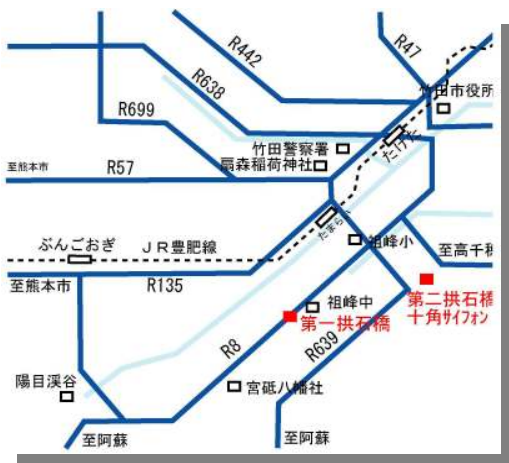 R47
R442
R638
竹田市役所
R699
たけた
竹田警察署
扇森稲荷神社
至熊本市
R57
たまらい
ぶんごおぎ
JR豊肥線
祖峰小
至高千穂
至熊本市
R135
祖峰中
第一拱石橋
第二拱石橋
十角サイフォン
R8
R639
陽目渓谷
宮砥八幡社
至阿蘇
至阿蘇